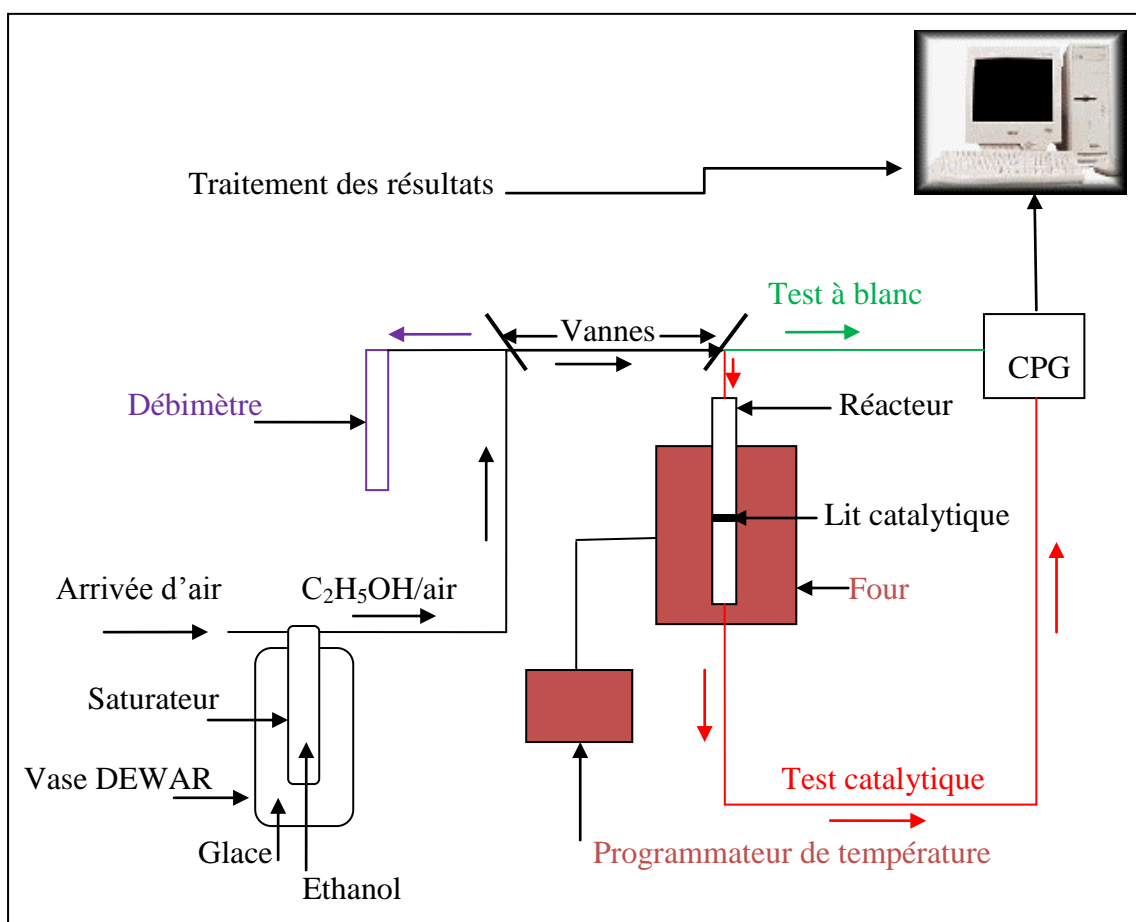 Traitement des résultats
Test à blanc
Vannes
CPG
Débimètre
Réacteur
Lit catalytique
Arrivée d’air
C₂H₅OH/air
Four
Saturateur
Vase DEWAR
Test catalytique
Glace
Programmateur de température
Ethanol